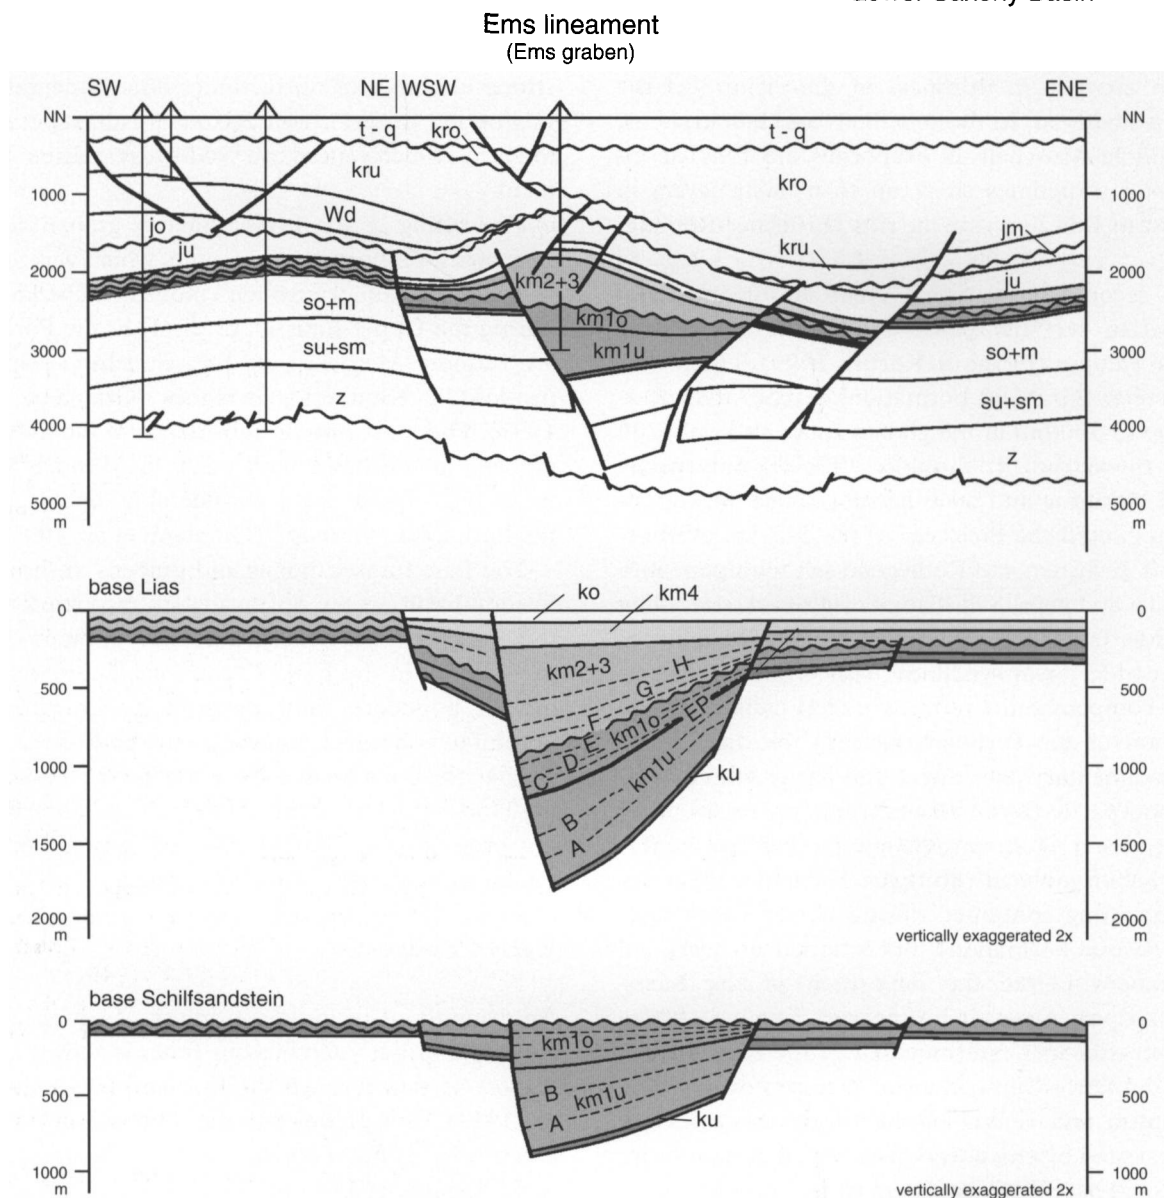 Ems lineament
(Ems graben)
SW NE WSW ENE
NN NN
t - q kro t - q
kru kro
1000 1000
Wd
jo jm
ju kru
2000 2000
km2+3 ju
so+m km1o
su+sm km1u so+m
3000 3000
z su+sm
4000 4000
z
5000 5000
m m
base Lias ko km4
0 0
km2+3 H
500 G 500
F
E km1o EP
D
C km1u
1000 1000
ku
B
A
1500 1500
2000 2000
m vertically exaggerated 2x m
base Schilfsandstein
0 0
km1o
B km1u
500 500
A ku
1000 1000
m vertically exaggerated 2x m